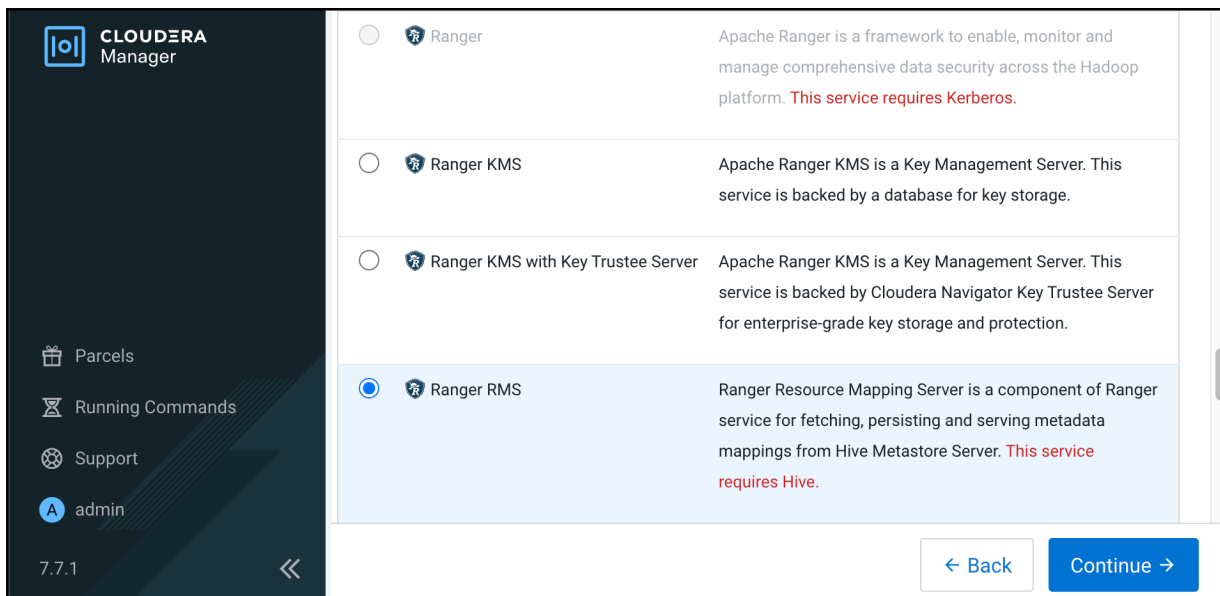 CLOUDERA
Manager
Parcels
Running Commands
Support
A admin
7.7.1
Ranger
Apache Ranger is a framework to enable, monitor and
manage comprehensive data security across the Hadoop
platform. This service requires Kerberos.
Ranger KMS
Apache Ranger KMS is a Key Management Server. This
service is backed by a database for key storage.
Ranger KMS with Key Trustee Server
Apache Ranger KMS is a Key Management Server. This
service is backed by Cloudera Navigator Key Trustee Server
for enterprise-grade key storage and protection.
Ranger RMS
Ranger Resource Mapping Server is a component of Ranger
service for fetching, persisting and serving metadata
mappings from Hive Metastore Server. This service
requires Hive.
← Back
Continue →